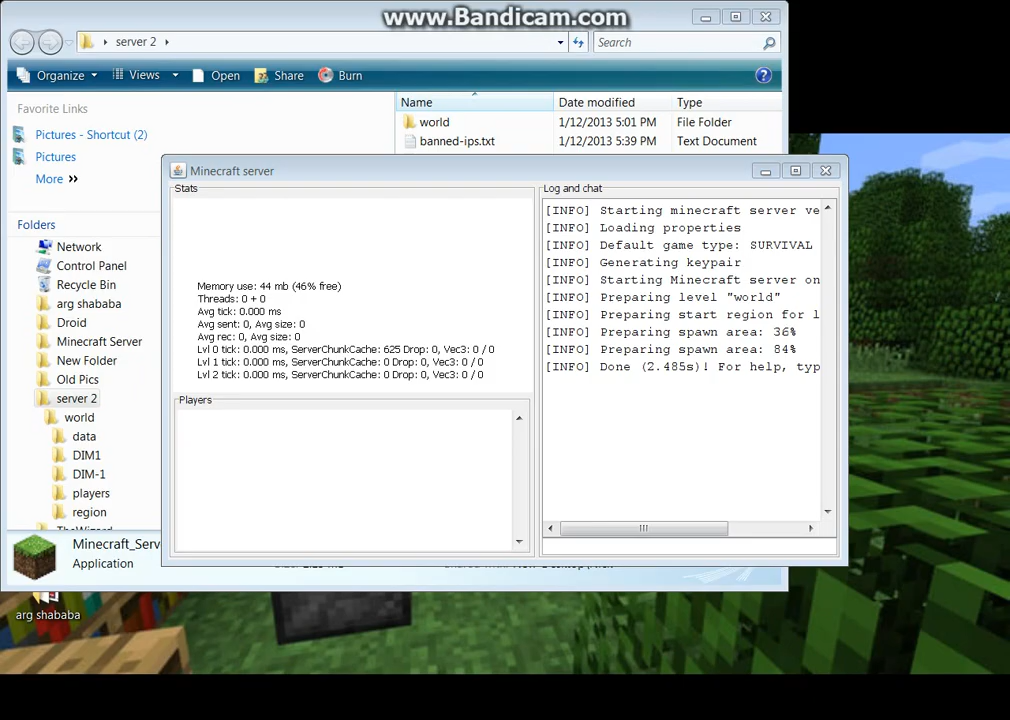 www.Bandicam.com
server 2
Search
Organize Views Open Share Burn
Favorite Links
Pictures - Shortcut (2)
Pictures
More
Folders
Network
Control Panel
Recycle Bin
arg shababa
Droid
Minecraft Server
New Folder
Old Pics
server 2
world
data
DIM1
DIM-1
players
region
Name Date modified Type
world 1/12/2013 5:01 PM File Folder
banned-ips.txt 1/12/2013 5:39 PM Text Document
Minecraft server
Stats
Memory use: 44 mb (46% free)
Threads: 0 + 0
Avg tick: 0.000 ms
Avg sent: 0, Avg size: 0
Avg rec: 0, Avg size: 0
Lvl 0 tick: 0.000 ms, ServerChunkCache: 625 Drop: 0, Vec3: 0 / 0
Lvl 1 tick: 0.000 ms, ServerChunkCache: 0 Drop: 0, Vec3: 0 / 0
Lvl 2 tick: 0.000 ms, ServerChunkCache: 0 Drop: 0, Vec3: 0 / 0
Players
Log and chat
[INFO] Starting minecraft server ve
[INFO] Loading properties
[INFO] Default game type: SURVIVAL
[INFO] Generating keypair
[INFO] Starting Minecraft server on
[INFO] Preparing level "world"
[INFO] Preparing start region for l
[INFO] Preparing spawn area: 36%
[INFO] Preparing spawn area: 84%
[INFO] Done (2.485s)! For help, typ
Minecraft_Serv
Application
arg shababa